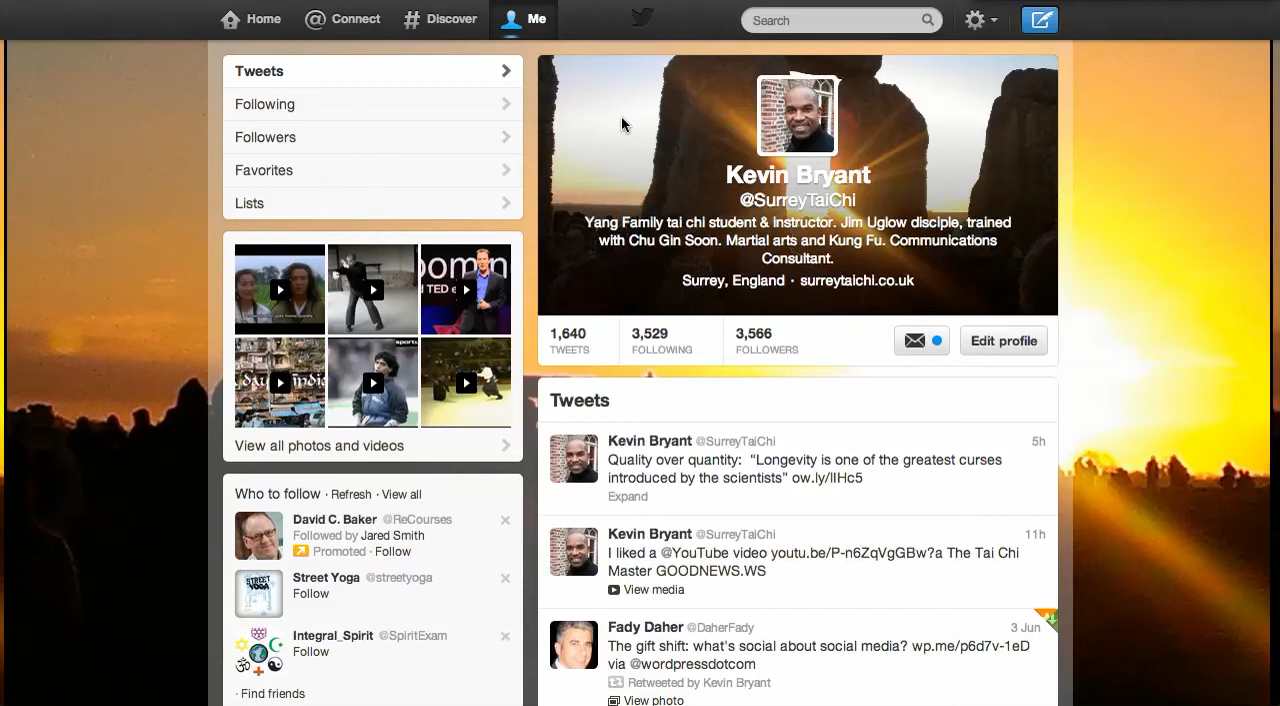 Home
Connect
Discover
Me
Search
Tweets
Following
Followers
Favorites
Lists
View all photos and videos
Who to follow · Refresh · View all
David C. Baker @ReCourses
Followed by Jared Smith
Promoted · Follow
Street Yoga @streetyoga
Follow
Integral_Spirit @SpiritExam
Follow
· Find friends
Kevin Bryant
@SurreyTaiChi
Yang Family tai chi student & instructor. Jim Uglow disciple, trained
with Chu Gin Soon. Martial arts and Kung Fu. Communications
Consultant.
Surrey, England · surreytaichi.co.uk
1,640
TWEETS
3,529
FOLLOWING
3,566
FOLLOWERS
Edit profile
Tweets
Kevin Bryant @SurreyTaiChi 5h
Quality over quantity: “Longevity is one of the greatest curses
introduced by the scientists” ow.ly/lIHc5
Expand
Kevin Bryant @SurreyTaiChi 11h
I liked a @YouTube video youtu.be/P-n6ZqVgGBw?a The Tai Chi
Master GOODNEWS.WS
View media
Fady Daher @DaherFady 3 Jun
The gift shift: what's social about social media? wp.me/p6d7v-1eD
via @wordpressdotcom
Retweeted by Kevin Bryant
View photo